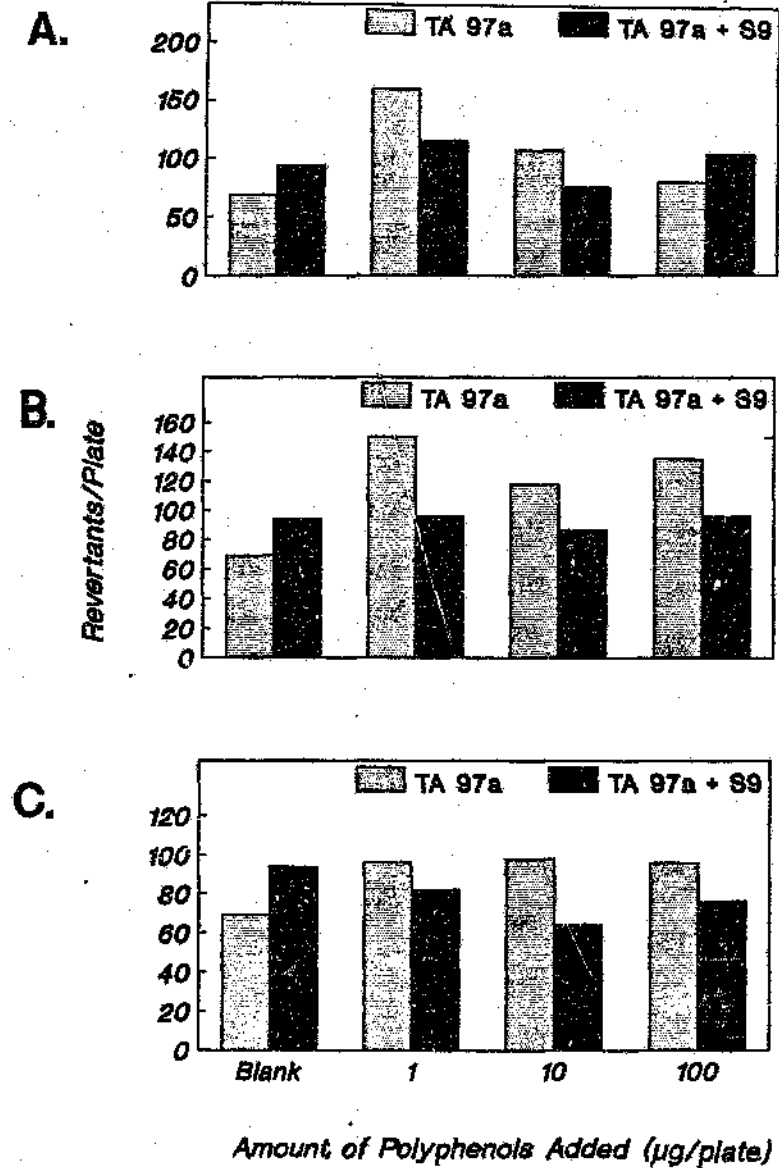 A.
TA 97a TA 97a + S9
200
150
100
50
0
B.
TA 97a TA 97a + S9
Revertants/Plate
160
140
120
100
80
60
40
20
0
C.
TA 97a TA 97a + S9
120
100
80
60
40
20
0
Blank 1 10 100
Amount of Polyphenols Added (µg/plate)